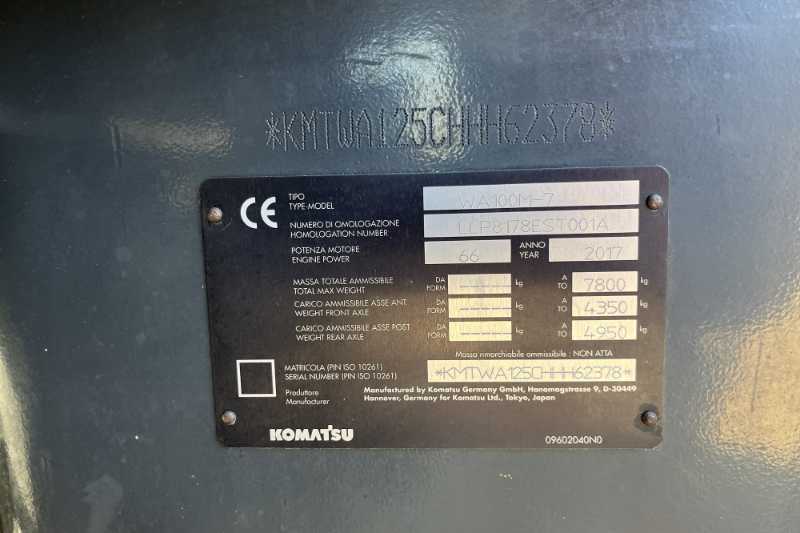 *KMTWA125CHHH62378*
CE
TIPO
TYPE-MODEL
WA100M-7
NUMERO DI OMOLOGAZIONE
HOMOLOGATION NUMBER
LCP8178EST001A
POTENZA MOTORE
ENGINE POWER
66
ANNO
YEAR
2017
MASSA TOTALE AMMISSIBILE
TOTAL MAX WEIGHT
DA
FORM
----- kg
A
TO
7800 kg
CARICO AMMISSIBILE ASSE ANT.
WEIGHT FRONT AXLE
DA
FORM
----- kg
A
TO
4350 kg
CARICO AMMISSIBILE ASSE POST
WEIGHT REAR AXLE
DA
FORM
----- kg
A
TO
4950 kg
Massa rimorchiabile ammissibile : NON ATTA
MATRICOLA (PIN ISO 10261)
SERIAL NUMBER (PIN ISO 10261)
*KMTWA125CHHH62378*
Produttore
Manufacturer
Manufactured by Komatsu Germany GmbH, Hanomagstrasse 9, D-30449
Hannover, Germany for Komatsu Ltd., Tokyo, Japan
KOMATSU
09602040N0